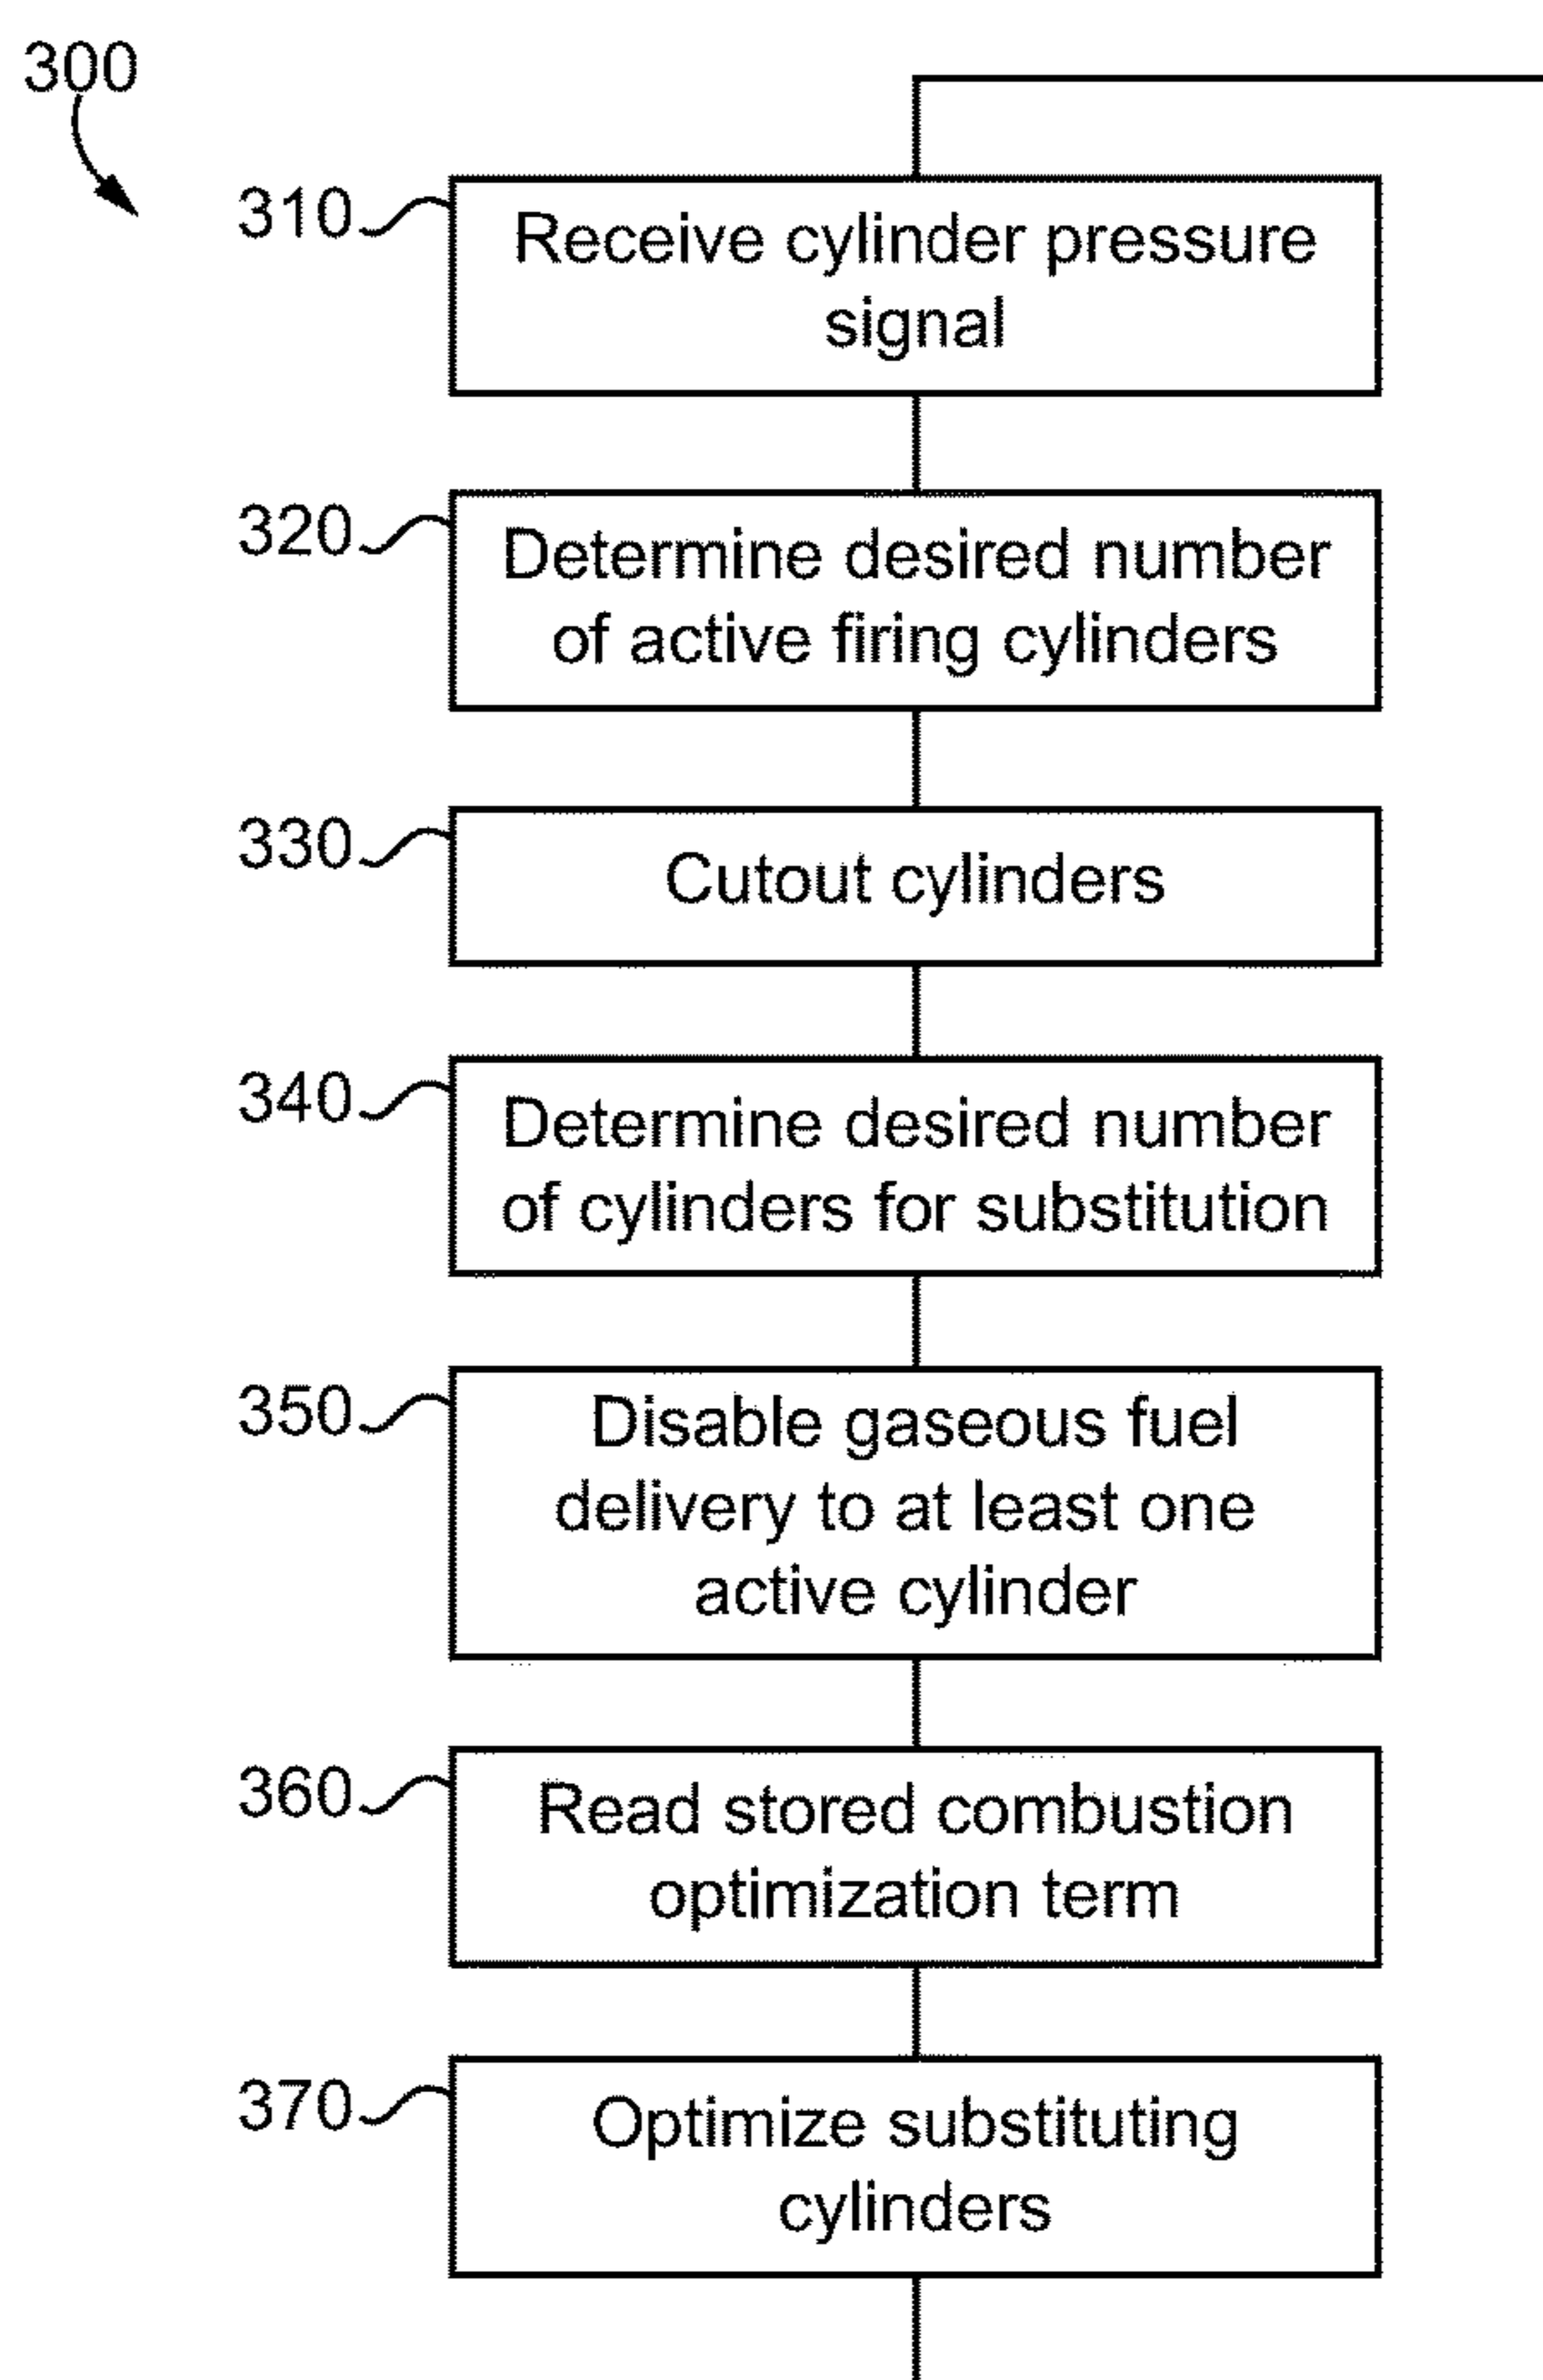 300
310
Receive cylinder pressure
signal
320
Determine desired number
of active firing cylinders
330
Cutout cylinders
340
Determine desired number
of cylinders for substitution
350
Disable gaseous fuel
delivery to at least one
active cylinder
360
Read stored combustion
optimization term
370
Optimize substituting
cylinders